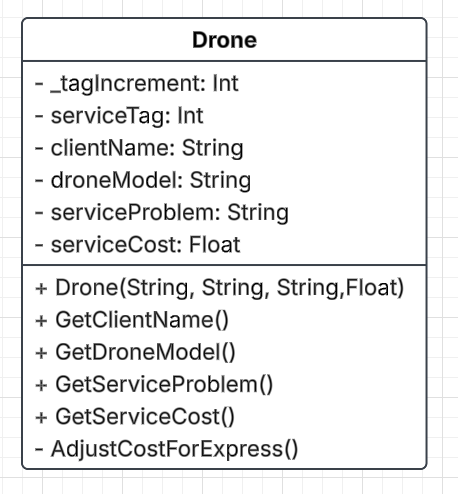 Drone
- _tagIncrement: Int
- serviceTag: Int
- clientName: String
- droneModel: String
- serviceProblem: String
- serviceCost: Float
+ Drone(String, String, String,Float)
+ GetClientName()
+ GetDroneModel()
+ GetServiceProblem()
+ GetServiceCost()
- AdjustCostForExpress()